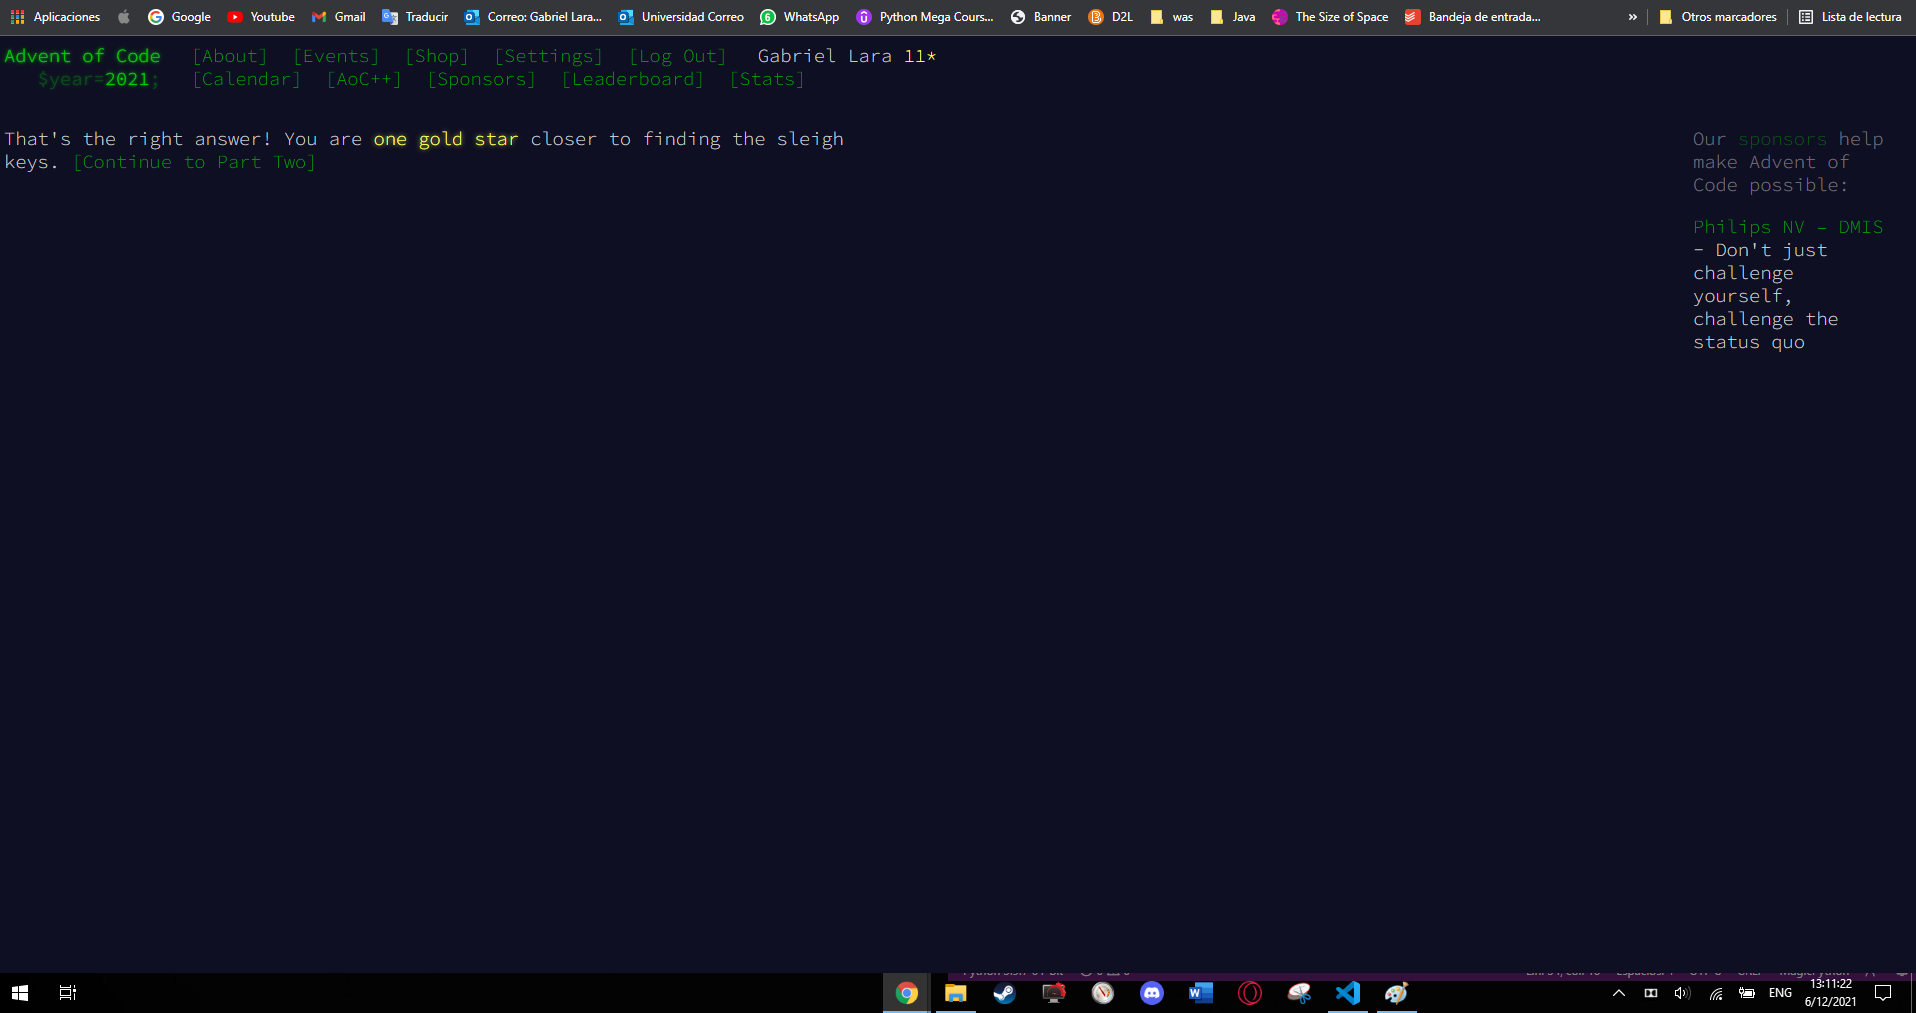 Aplicaciones Google Youtube Gmail Traducir Correo: Gabriel Lara... Universidad Correo WhatsApp Python Mega Cours... Banner D2L was Java The Size of Space Bandeja de entrada... » Otros marcadores Lista de lectura
Advent of Code [About] [Events] [Shop] [Settings] [Log Out] Gabriel Lara 11*
$year=2021; [Calendar] [AoC++] [Sponsors] [Leaderboard] [Stats]
That's the right answer! You are one gold star closer to finding the sleigh
keys. [Continue to Part Two]
Our sponsors help
make Advent of
Code possible:
Philips NV – DMIS
- Don't just
challenge
yourself,
challenge the
status quo
ENG
13:11:22
6/12/2021